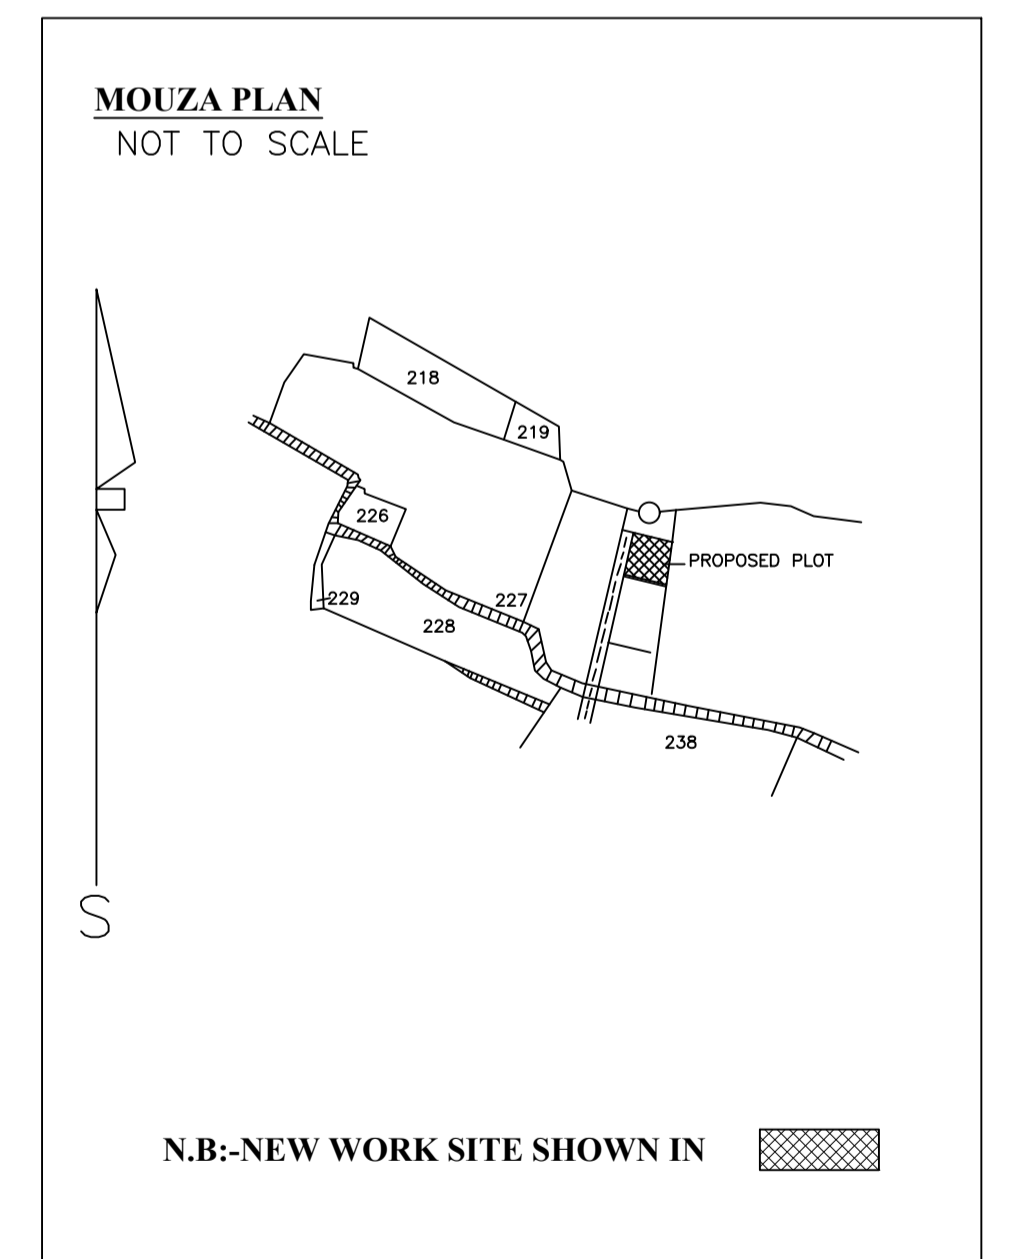 MOUZA PLAN
NOT TO SCALE
218
219
226
PROPOSED PLOT
229
227
228
238
S
N.B:-NEW WORK SITE SHOWN IN